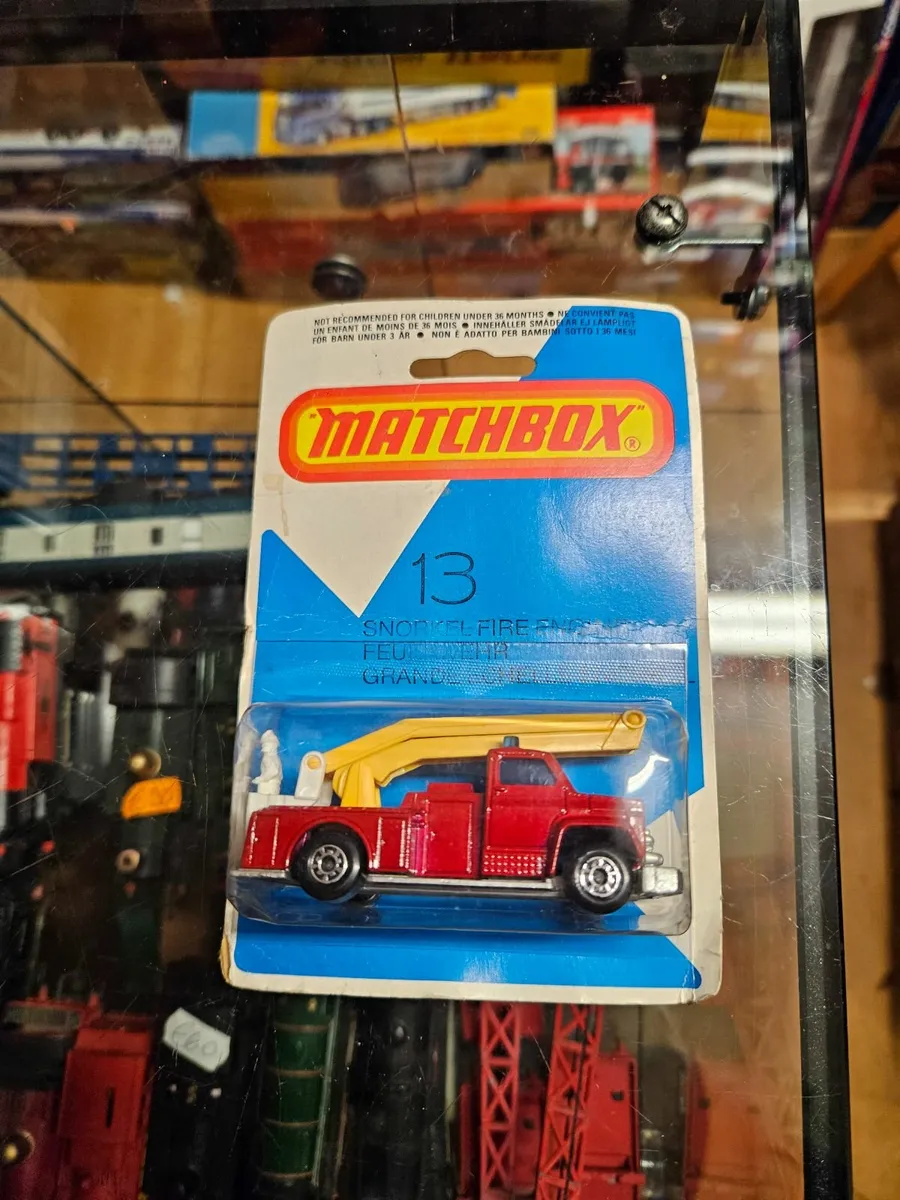 NOT RECOMMENDED FOR CHILDREN UNDER 36 MONTHS ● NE CONVIENT PAS
UN ENFANT DE MOINS DE 36 MOIS ● INNEHÅLLER SMÅDELAR EJ LÄMPLIGT
FÖR BARN UNDER 3 ÅR ● NON È ADATTO PER BAMBINI SOTTO I 36 MESI
"MATCHBOX"®
13
SNORKEL FIRE
GRANDE